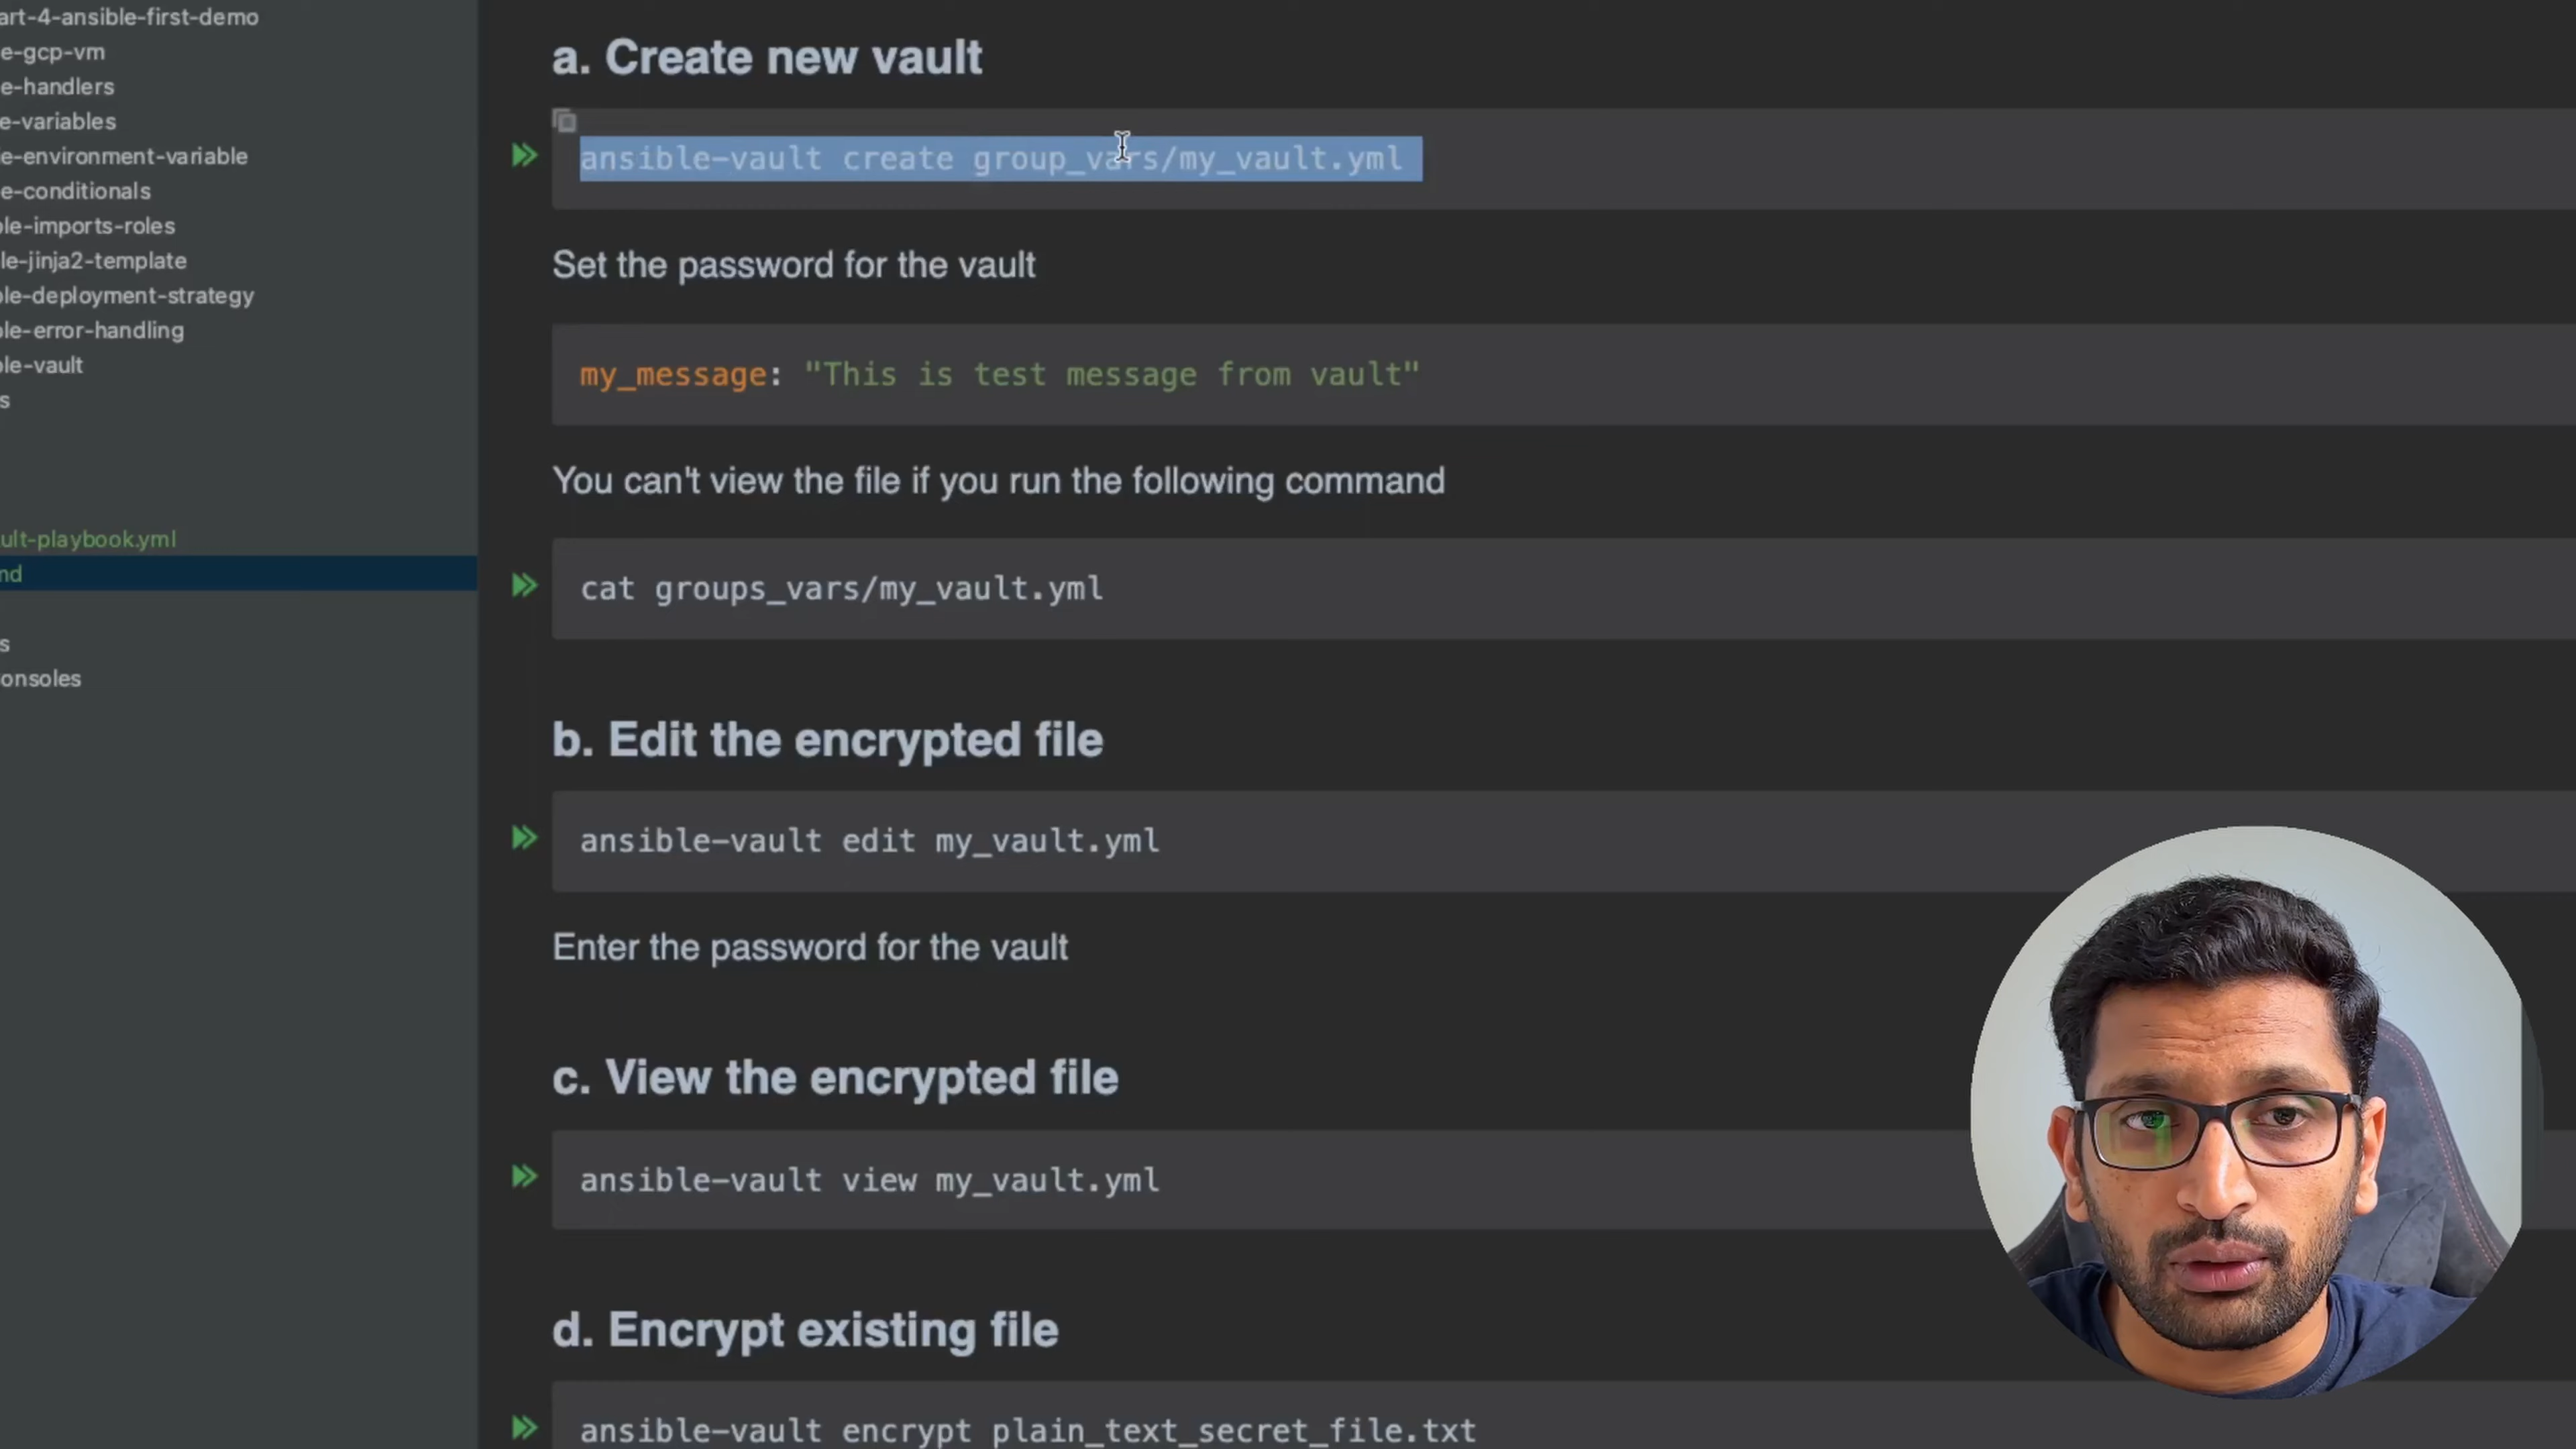 art-4-ansible-first-demo
e-gcp-vm
e-handlers
e-variables
e-environment-variable
e-conditionals
ble-imports-roles
le-jinja2-template
ble-deployment-strategy
ble-error-handling
ble-vault
s
ult-playbook.yml
nd
s
onsoles
a. Create new vault
ansible-vault create group_vars/my_vault.yml
Set the password for the vault
my_message: "This is test message from vault"
You can't view the file if you run the following command
cat groups_vars/my_vault.yml
b. Edit the encrypted file
ansible-vault edit my_vault.yml
Enter the password for the vault
c. View the encrypted file
ansible-vault view my_vault.yml
d. Encrypt existing file
ansible-vault encrypt plain_text_secret_file.txt